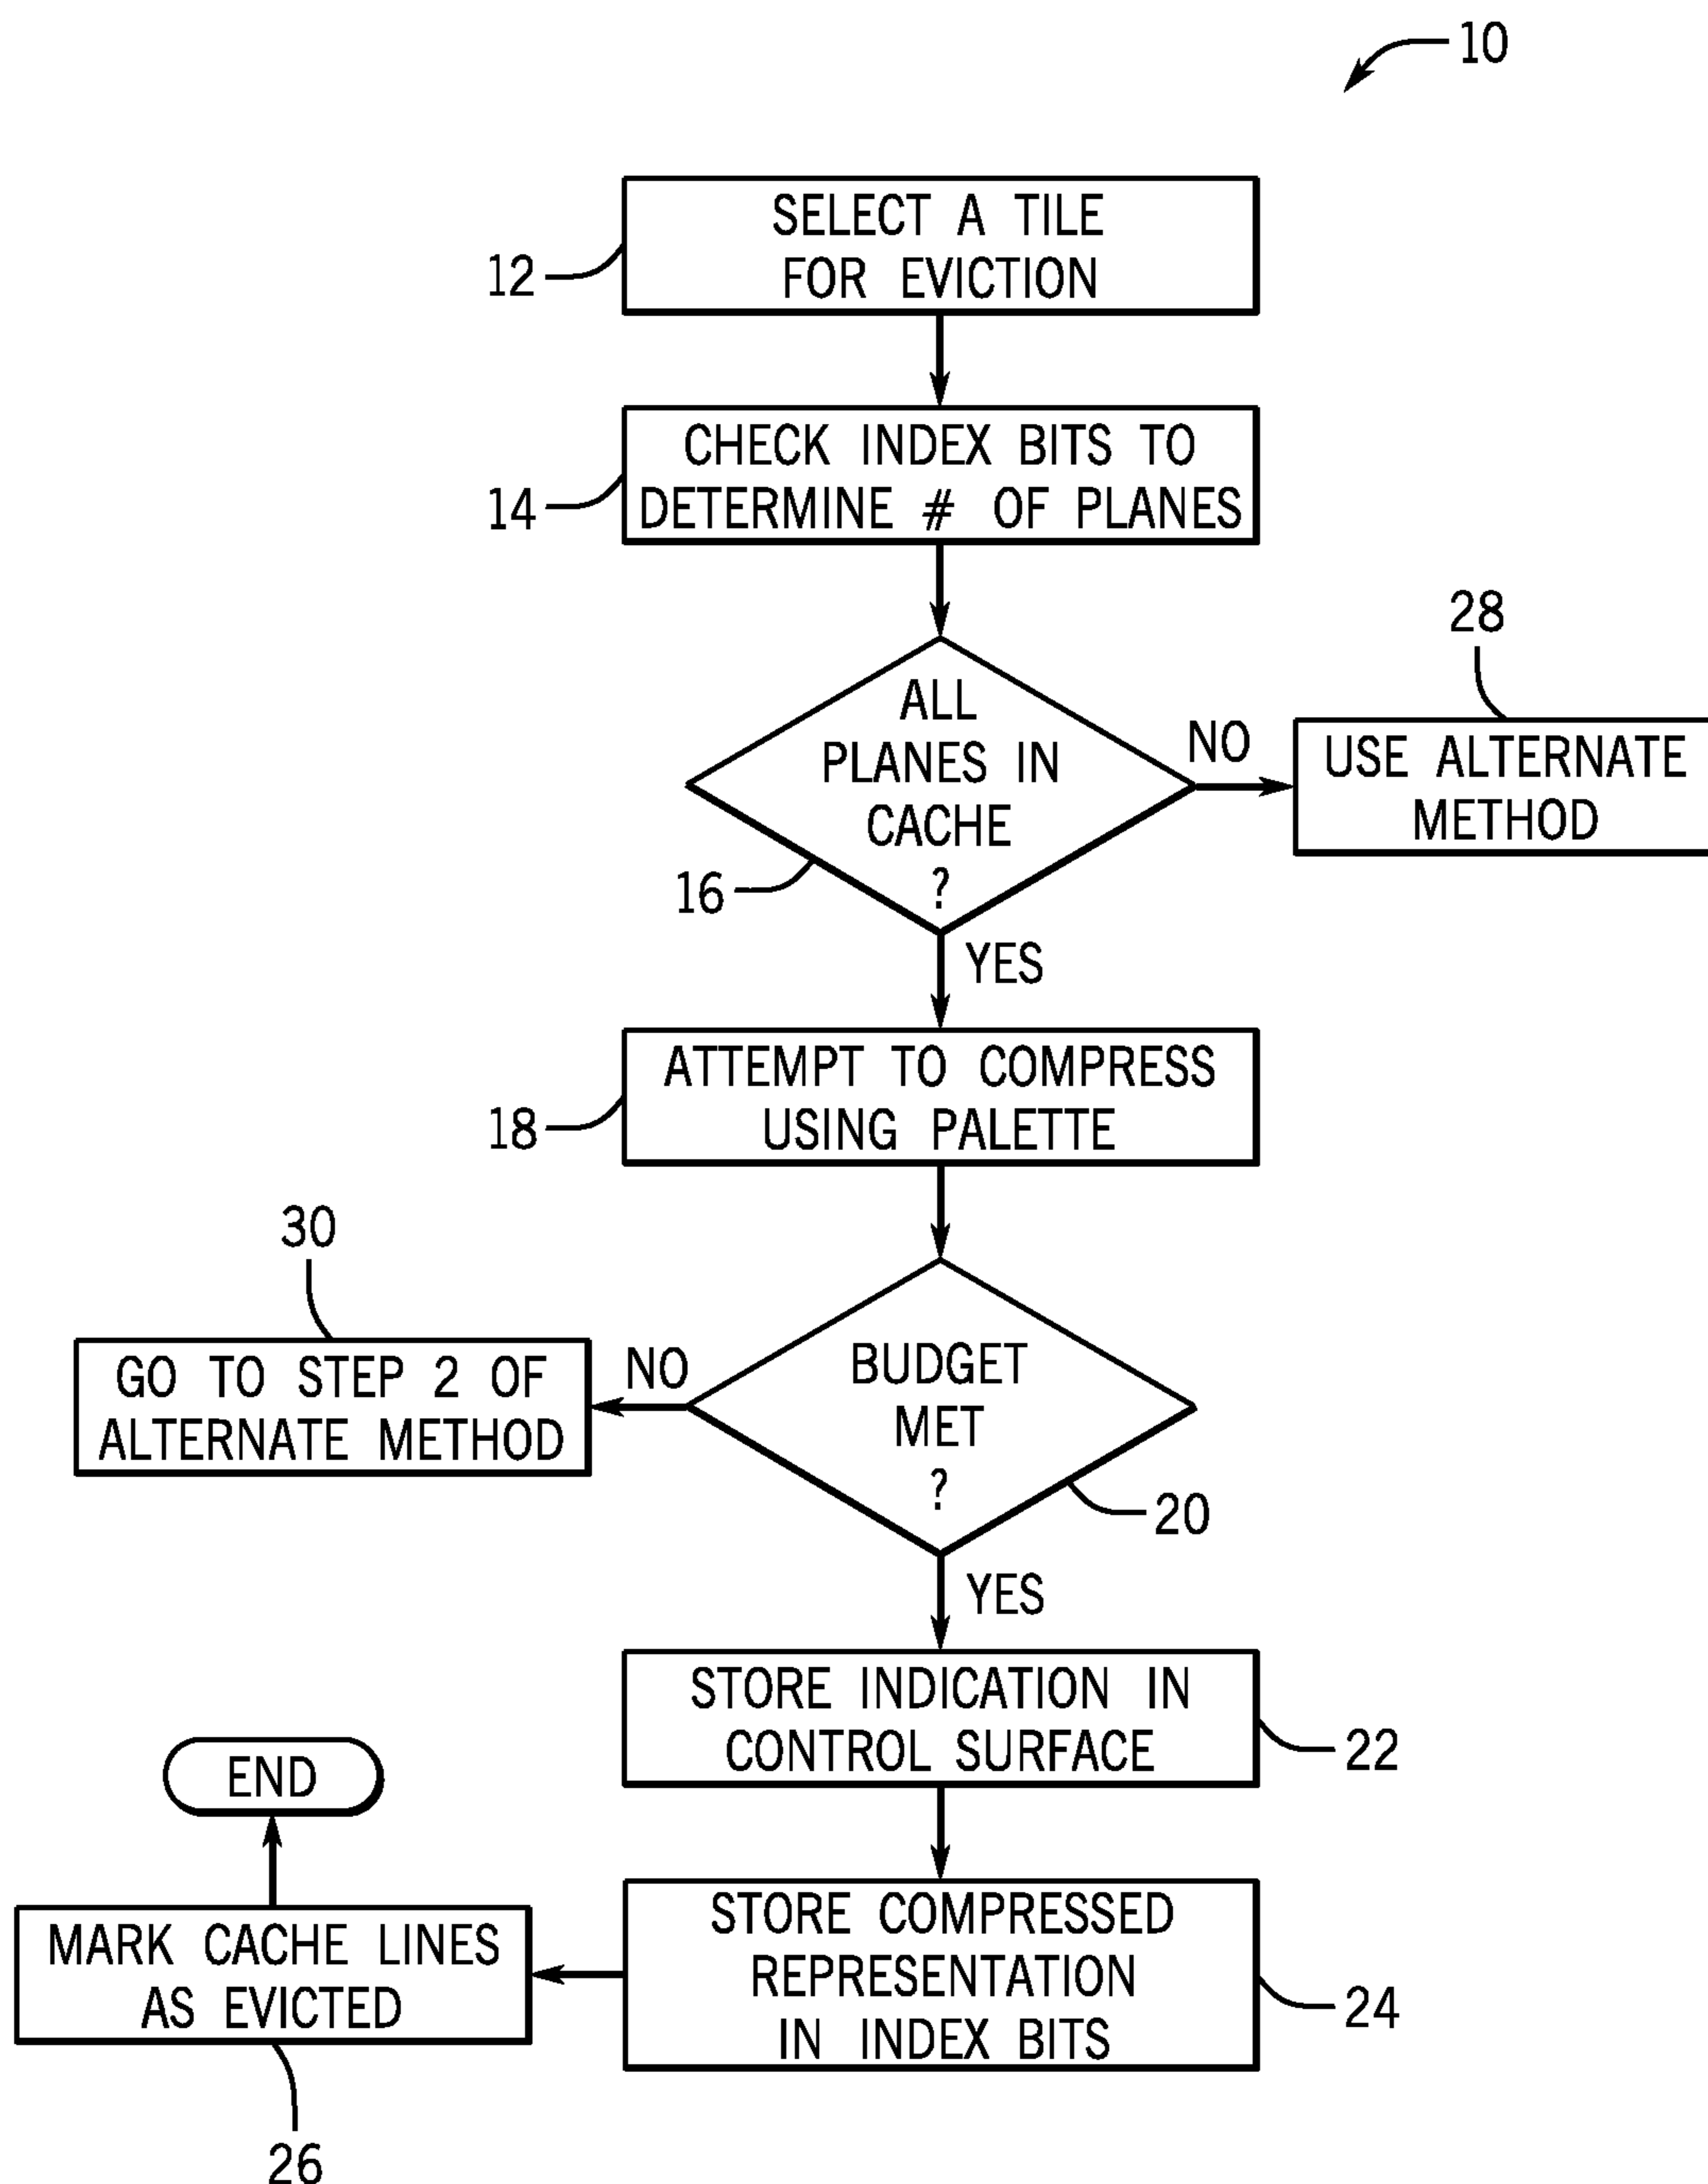 10
SELECT A TILE
FOR EVICTION
12
CHECK INDEX BITS TO
DETERMINE # OF PLANES
14
ALL
PLANES IN
CACHE
?
16
NO
28
USE ALTERNATE
METHOD
YES
ATTEMPT TO COMPRESS
USING PALETTE
18
30
GO TO STEP 2 OF
ALTERNATE METHOD
NO
BUDGET
MET
?
20
YES
STORE INDICATION IN
CONTROL SURFACE
22
END
STORE COMPRESSED
REPRESENTATION
IN INDEX BITS
24
MARK CACHE LINES
AS EVICTED
26